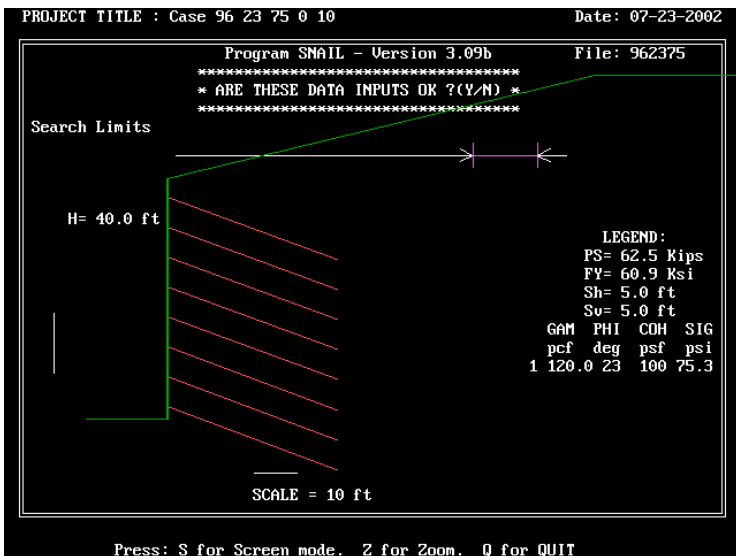 PROJECT TITLE : Case 96 23 75 0 10 Date: 07-23-2002
Program SNAIL - Version 3.09b File: 962375
***********************************
* ARE THESE DATA INPUTS OK ?(Y/N) *
***********************************
Search Limits
H= 40.0 ft
LEGEND:
PS= 62.5 Kips
FY= 60.9 Ksi
Sh= 5.0 ft
Sv= 5.0 ft
GAM PHI COH SIG
pcf deg psf psi
1 120.0 23 100 75.3
SCALE = 10 ft
Press: S for Screen mode. Z for Zoom. Q for QUIT